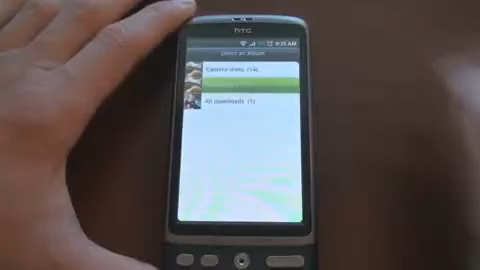 hTC
9:25 AM
Select an album
Camera shots (14)
All downloads (1)